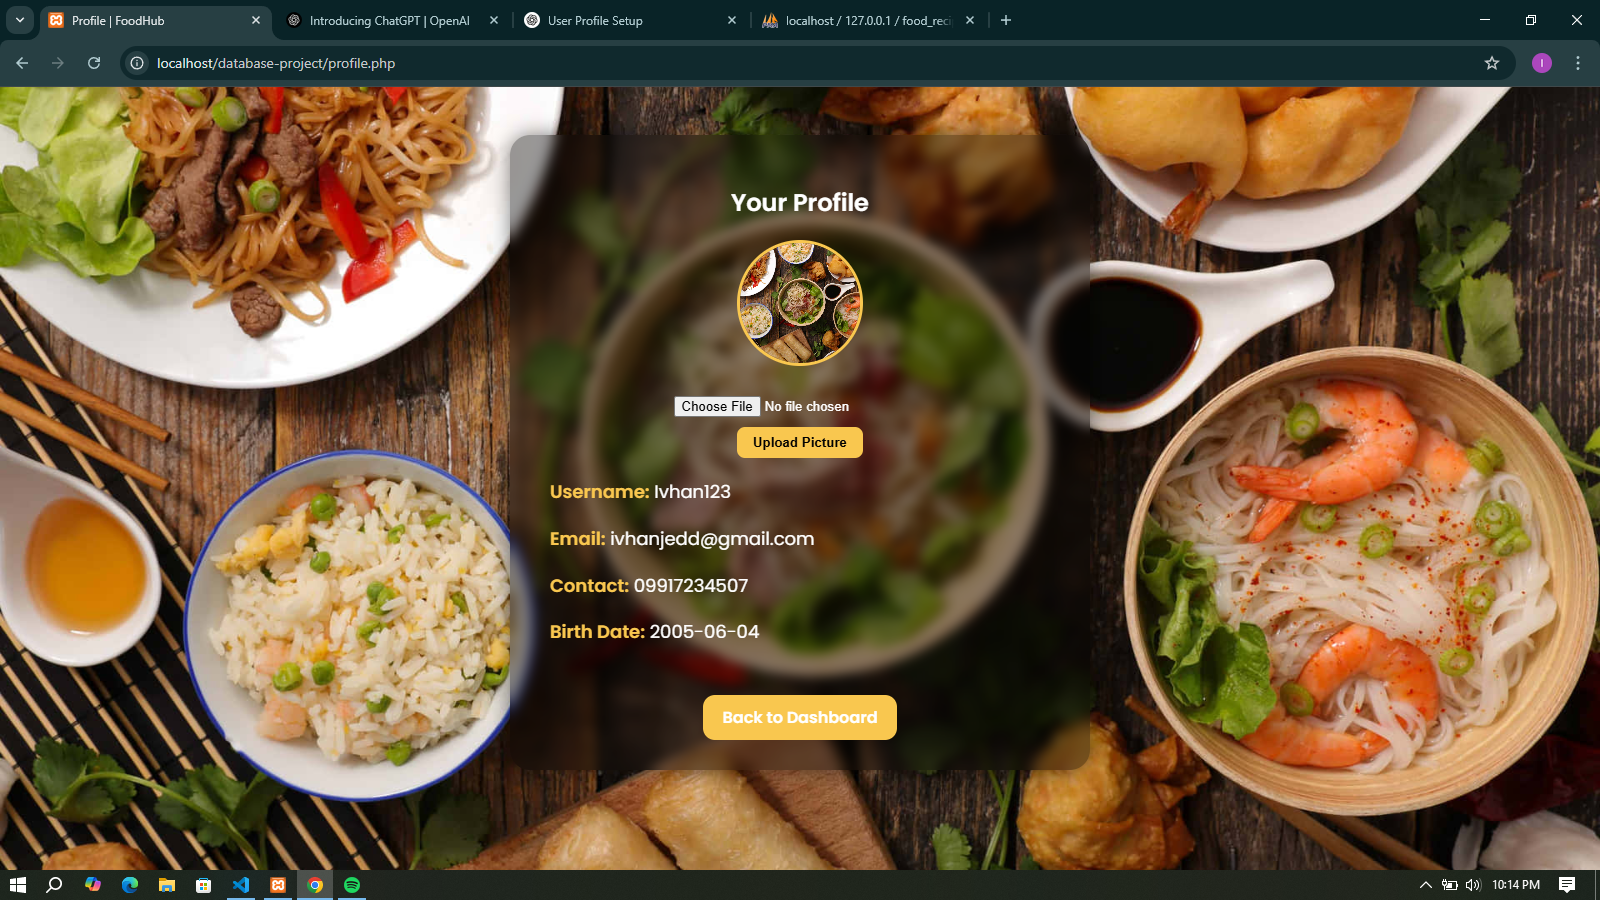 Profile | FoodHub
Introducing ChatGPT | OpenAI
User Profile Setup
localhost / 127.0.0.1 / food_reci
localhost/database-project/profile.php
I
Your Profile
Choose File No file chosen
Upload Picture
Username: Ivhan123
Email: ivhanjedd@gmail.com
Contact: 09917234507
Birth Date: 2005-06-04
Back to Dashboard
10:14 PM